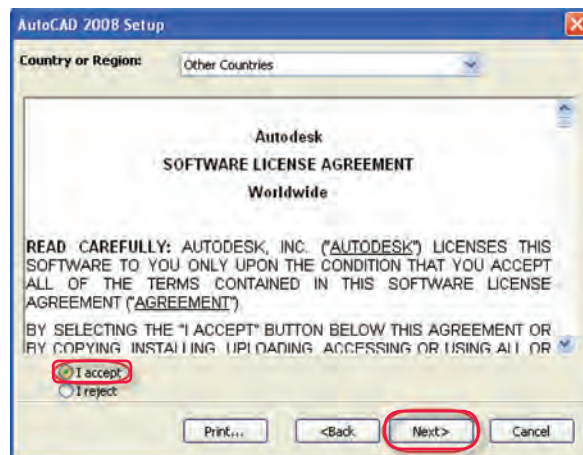 AutoCAD 2008 Setup
Country or Region: Other Countries
Autodesk
SOFTWARE LICENSE AGREEMENT
Worldwide
READ CAREFULLY: AUTODESK, INC. ("AUTODESK") LICENSES THIS
SOFTWARE TO YOU ONLY UPON THE CONDITION THAT YOU ACCEPT
ALL OF THE TERMS CONTAINED IN THIS SOFTWARE LICENSE
AGREEMENT ("AGREEMENT").
BY SELECTING THE "I ACCEPT" BUTTON BELOW THIS AGREEMENT OR
BY COPYING, INSTALLING, UPLOADING, ACCESSING OR USING ALL OR
I accept
I reject
Print... <Back Next> Cancel